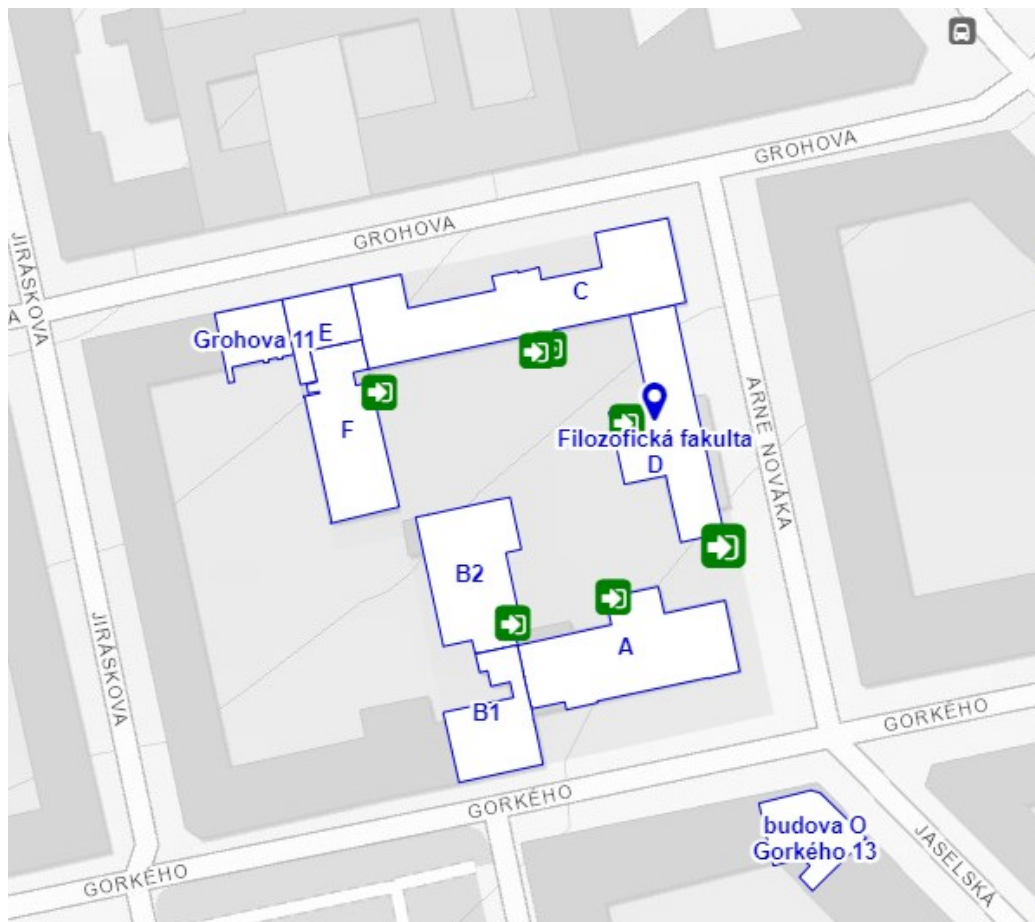 GROHOVA
GROHOVA
JIRÁSKOVA
A
C
E
Grohova 11
F
Filozofická fakulta
D
ARNE NOVÁKA
B2
A
B1
JIRÁSKOVA
GORKÉHO
GORKÉHO
GORKÉHO
budova O
Gorkého 13
JASELSKÁ